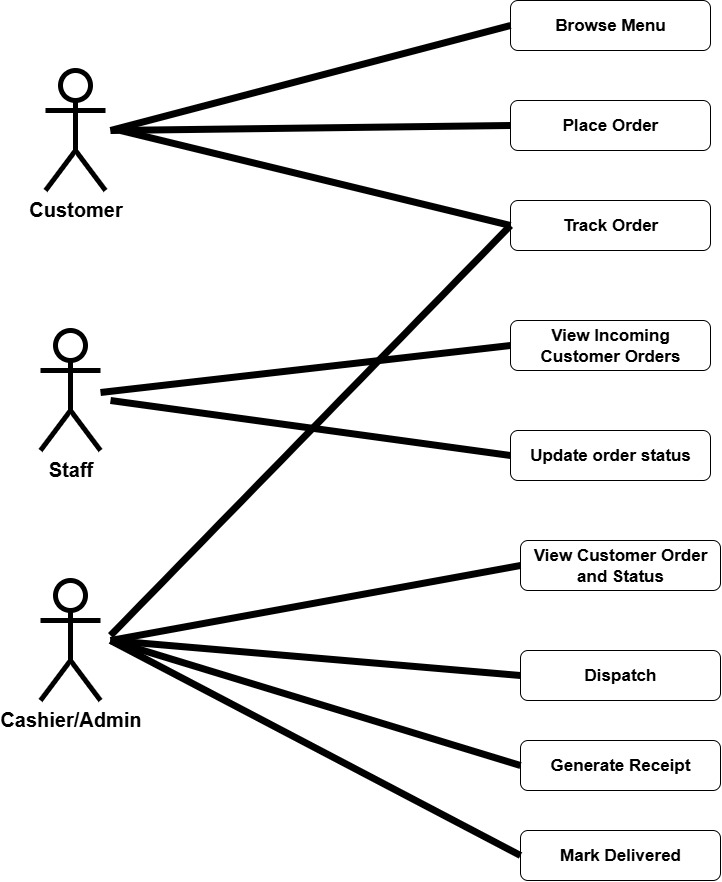 Browse Menu
Place Order
Customer
Track Order
View Incoming
Customer Orders
Staff
Update order status
View Customer Order
and Status
Dispatch
Cashier/Admin
Generate Receipt
Mark Delivered